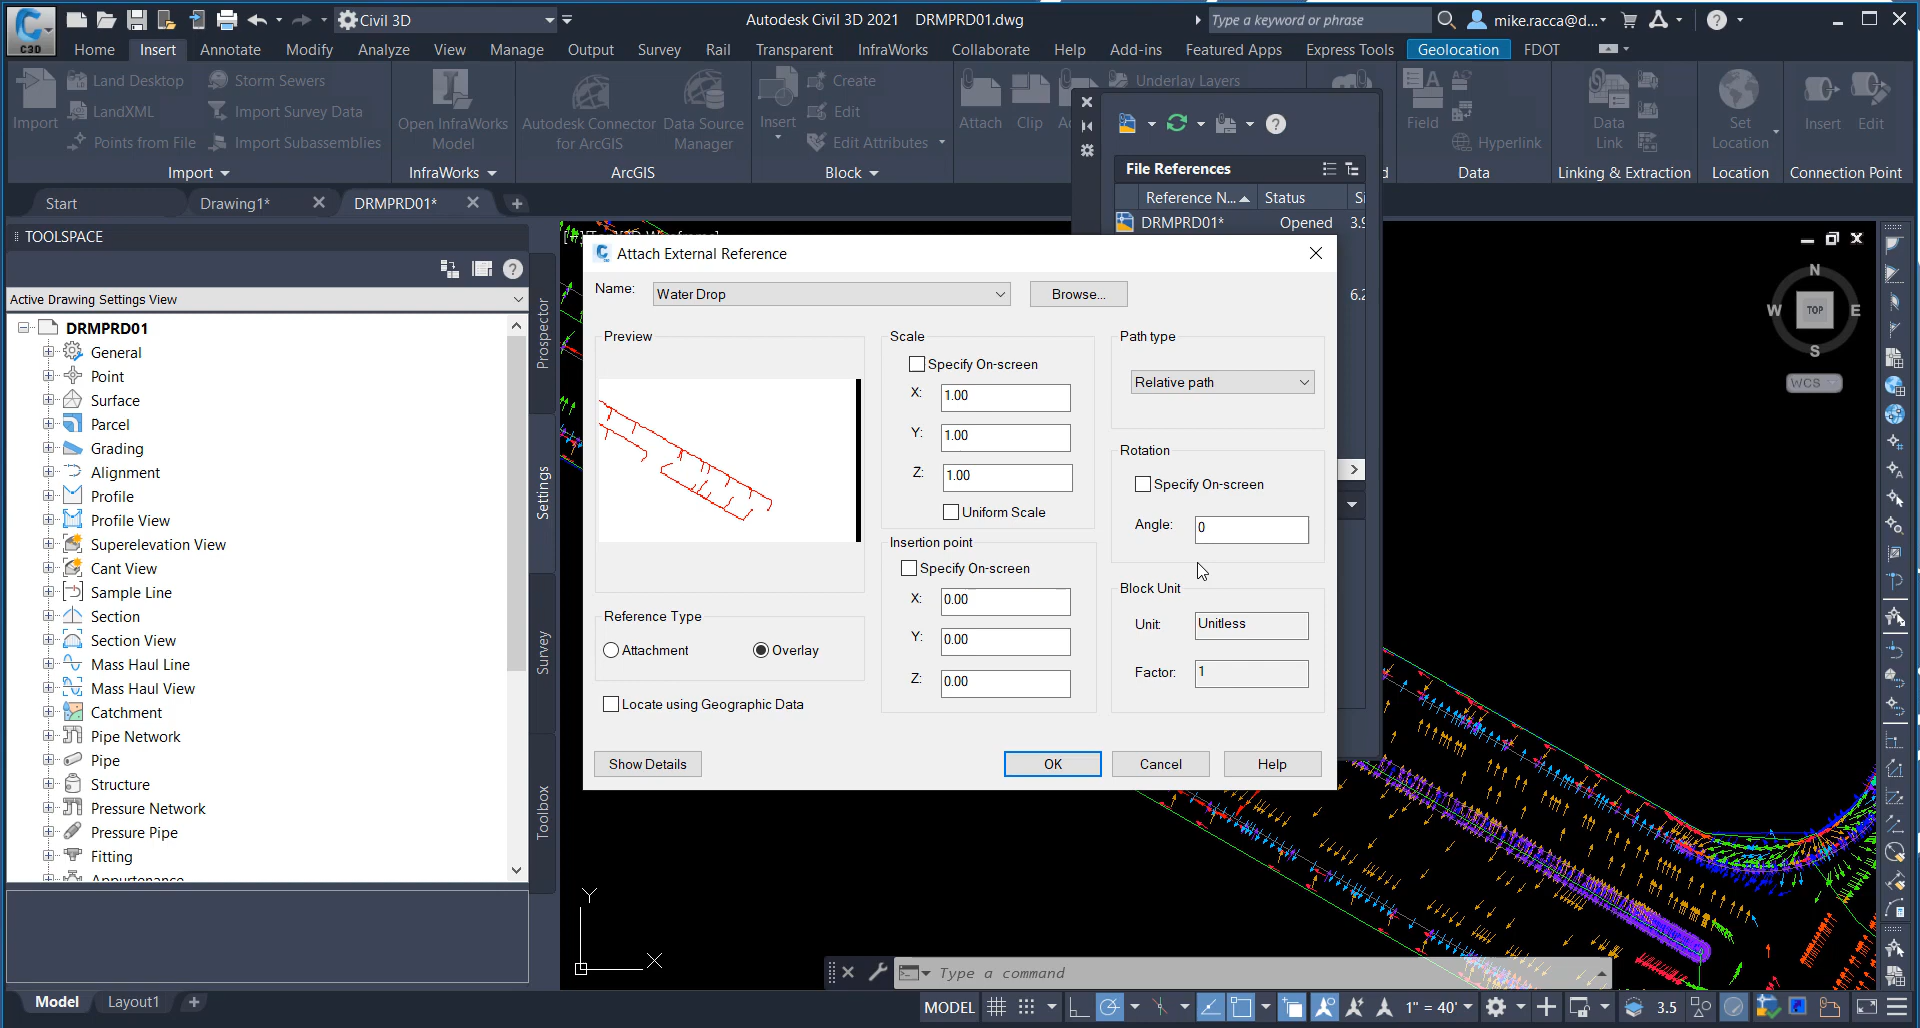 C3D
Civil 3D
Autodesk Civil 3D 2021 DRMPRD01.dwg
Type a keyword or phrase
mike.racca@d...
Home Insert Annotate Modify Analyze View Manage Output Survey Rail Transparent InfraWorks Collaborate Help Add-ins Featured Apps Express Tools Geolocation FDOT
Import
Land Desktop
LandXML
Points from File
Storm Sewers
Import Survey Data
Import Subassemblies
Open InfraWorks
Model
Autodesk Connector
for ArcGIS
Data Source
Manager
Insert
Create
Edit
Edit Attributes
Attach Clip
Underlay Layers
Field
Hyperlink
Data
Link
Set
Location
Insert Edit
Import InfraWorks ArcGIS Block Data Linking & Extraction Location Connection Point
Start Drawing1* DRMPRD01*
File References
Reference N... Status
DRMPRD01* Opened 3.9
6.2
TOOLSPACE
Active Drawing Settings View
DRMPRD01
General
Point
Surface
Parcel
Grading
Alignment
Profile
Profile View
Superelevation View
Cant View
Sample Line
Section
Section View
Mass Haul Line
Mass Haul View
Catchment
Pipe Network
Pipe
Structure
Pressure Network
Pressure Pipe
Fitting
Appurtenance
Prospector
Settings
Survey
Toolbox
Attach External Reference
Name: Water Drop Browse...
Preview
Scale
Specify On-screen
X: 1.00
Y: 1.00
Z: 1.00
Uniform Scale
Path type
Relative path
Rotation
Specify On-screen
Angle: 0
Insertion point
Specify On-screen
X: 0.00
Y: 0.00
Z: 0.00
Block Unit
Unit: Unitless
Factor: 1
Reference Type
Attachment Overlay
Locate using Geographic Data
Show Details OK Cancel Help
N
W TOP E
S
WCS
Y
X
Type a command
Model Layout1
MODEL 1" = 40' 3.5